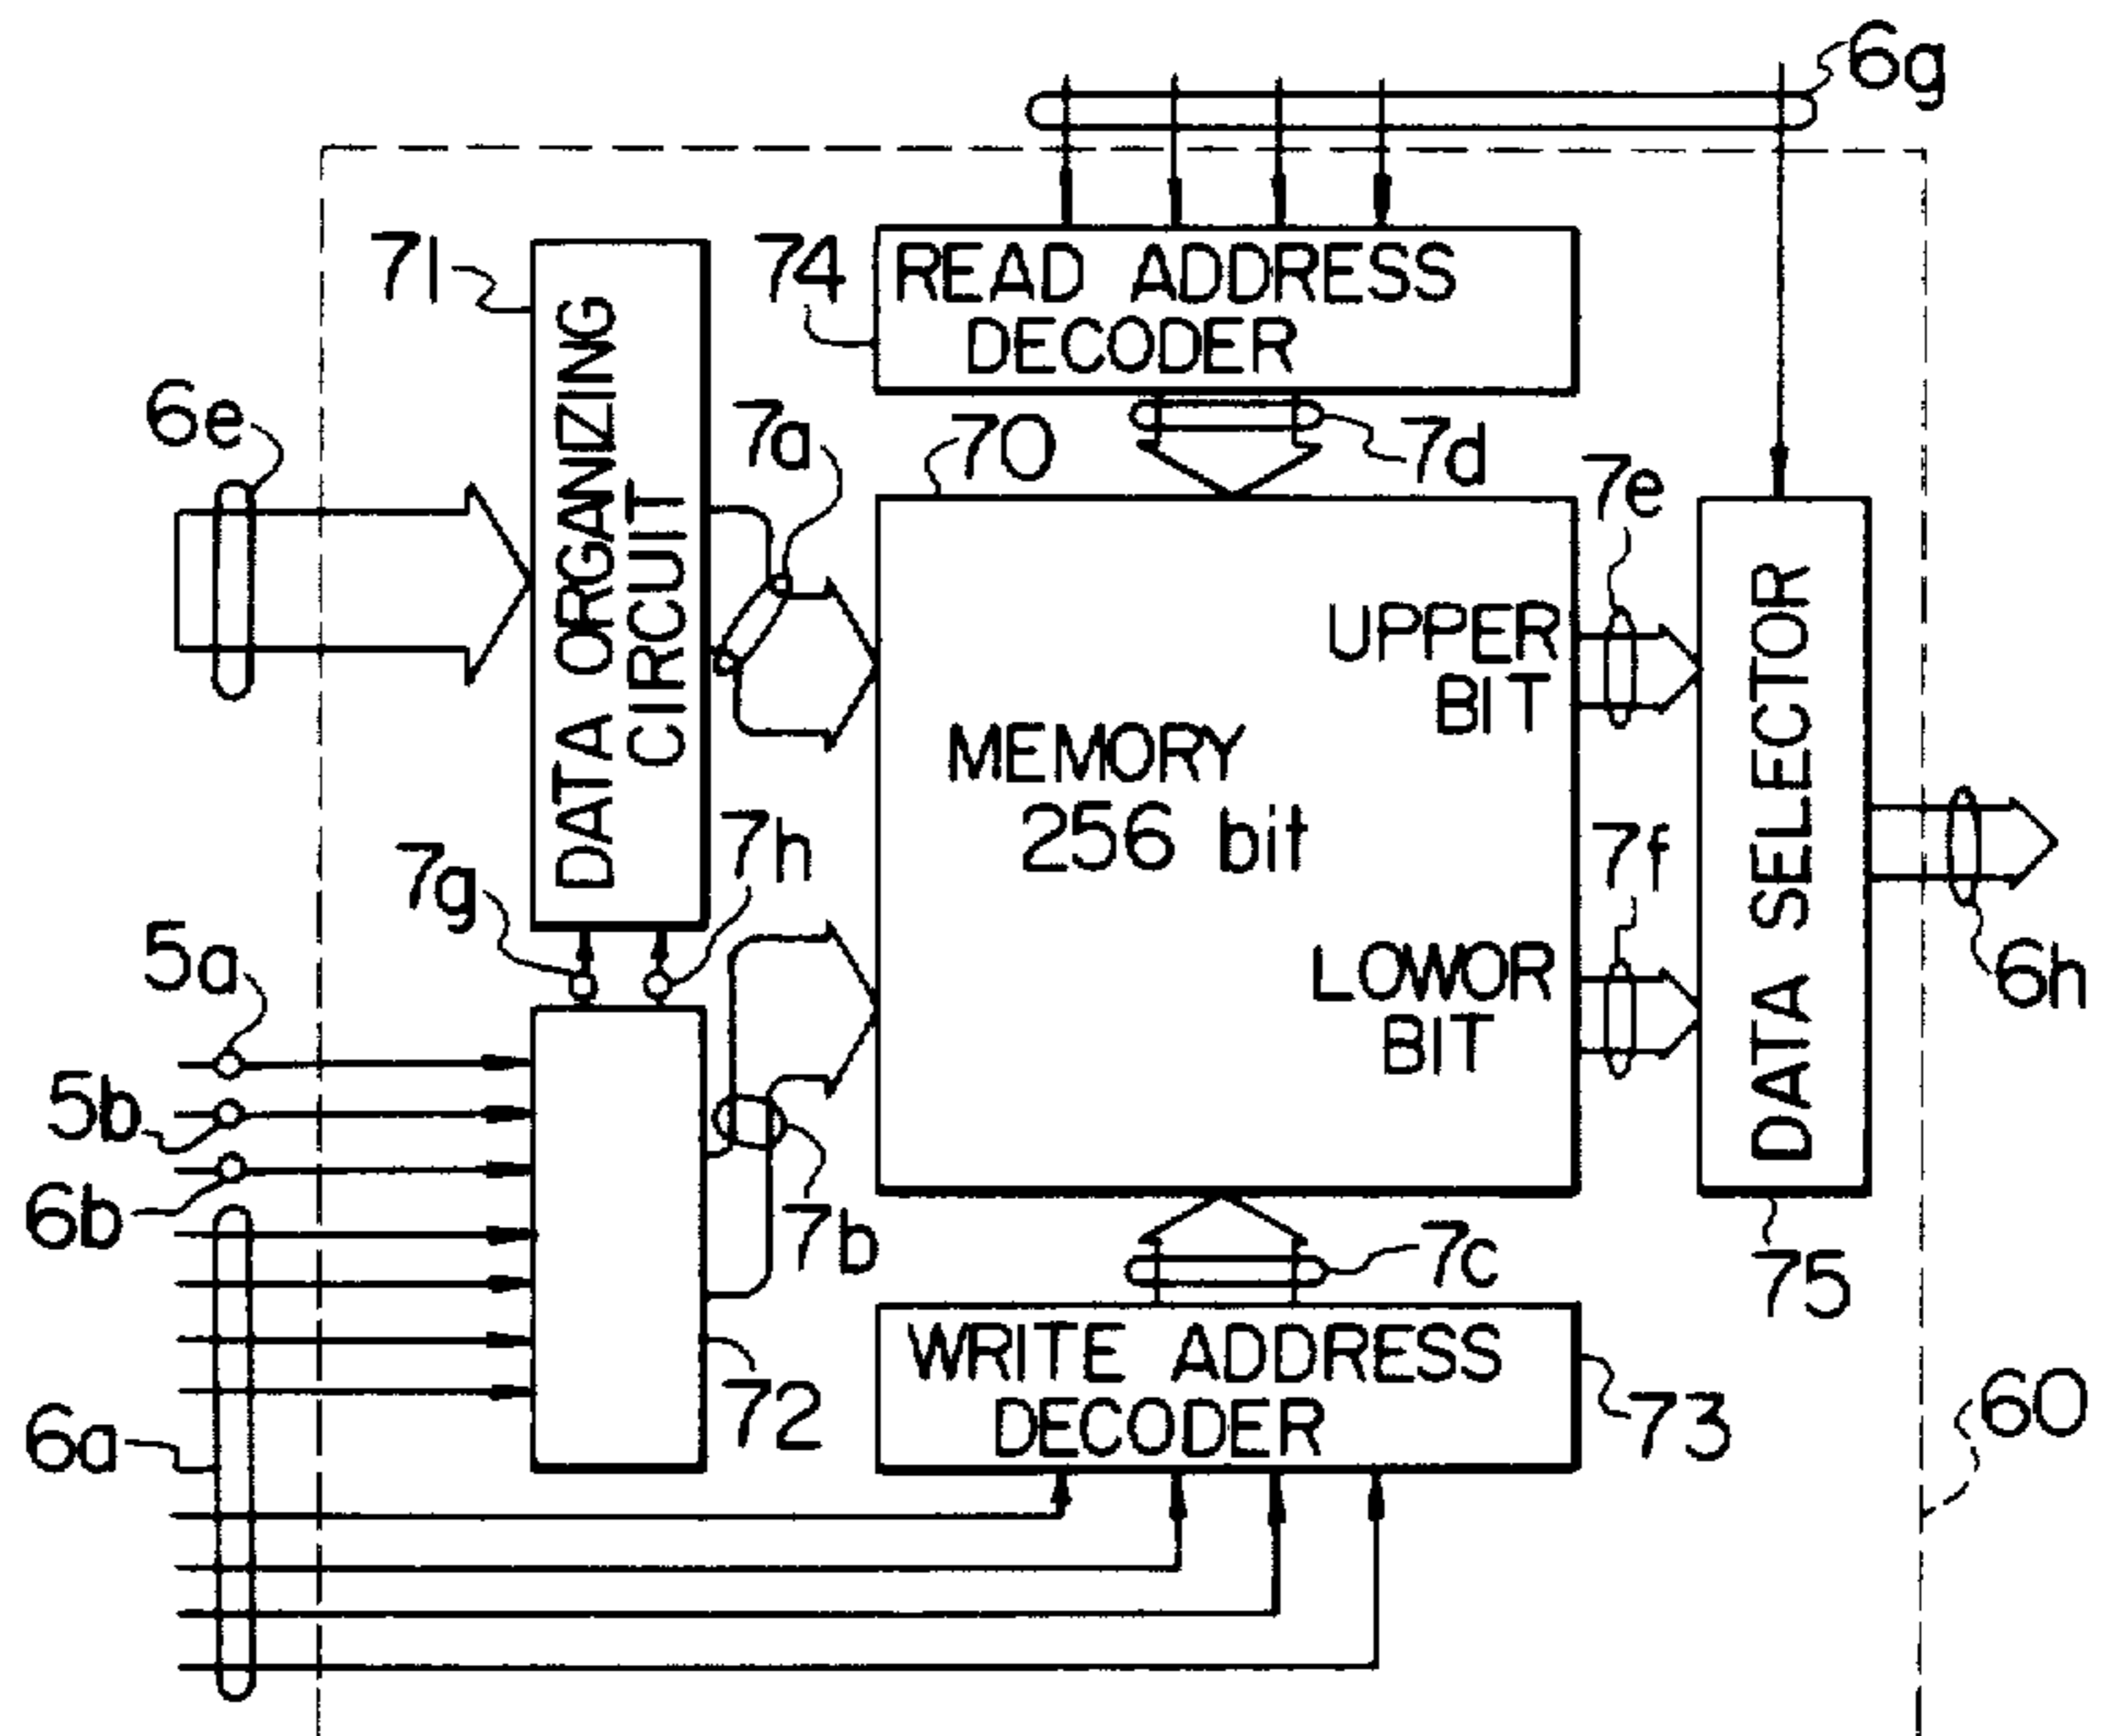 6g
71
74
READ ADDRESS
DECODER
6e
7a
70
7d
7e
DATA ORGANIZING
CIRCUIT
UPPER
BIT
MEMORY
256 bit
DATA SELECTOR
7g
7h
7f
5a
LOWOR
BIT
6h
5b
6b
7b
7c
75
72
WRITE ADDRESS
DECODER
73
60
6a